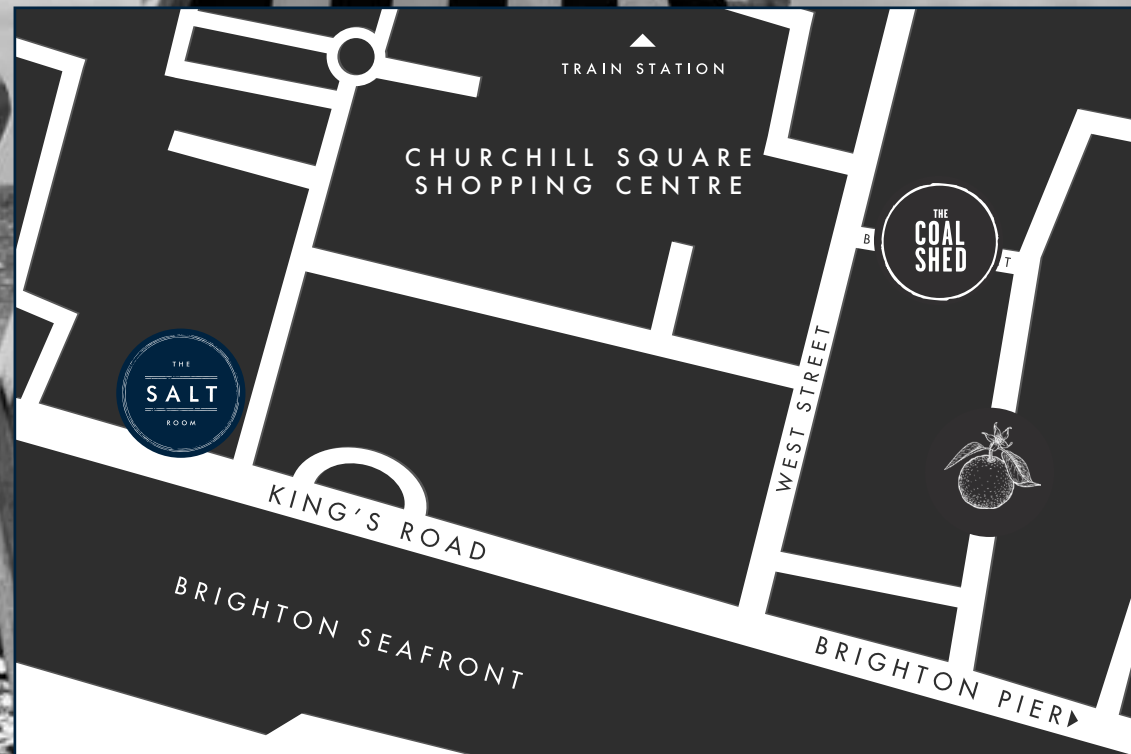 TRAIN STATION
CHURCHILL SQUARE
SHOPPING CENTRE
THE
COAL
SHED
B
T
WEST STREET
THE
SALT
ROOM
KING'S ROAD
BRIGHTON SEAFRONT
BRIGHTON PIER